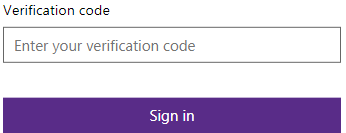 Verification code
Enter your verification code
Sign in